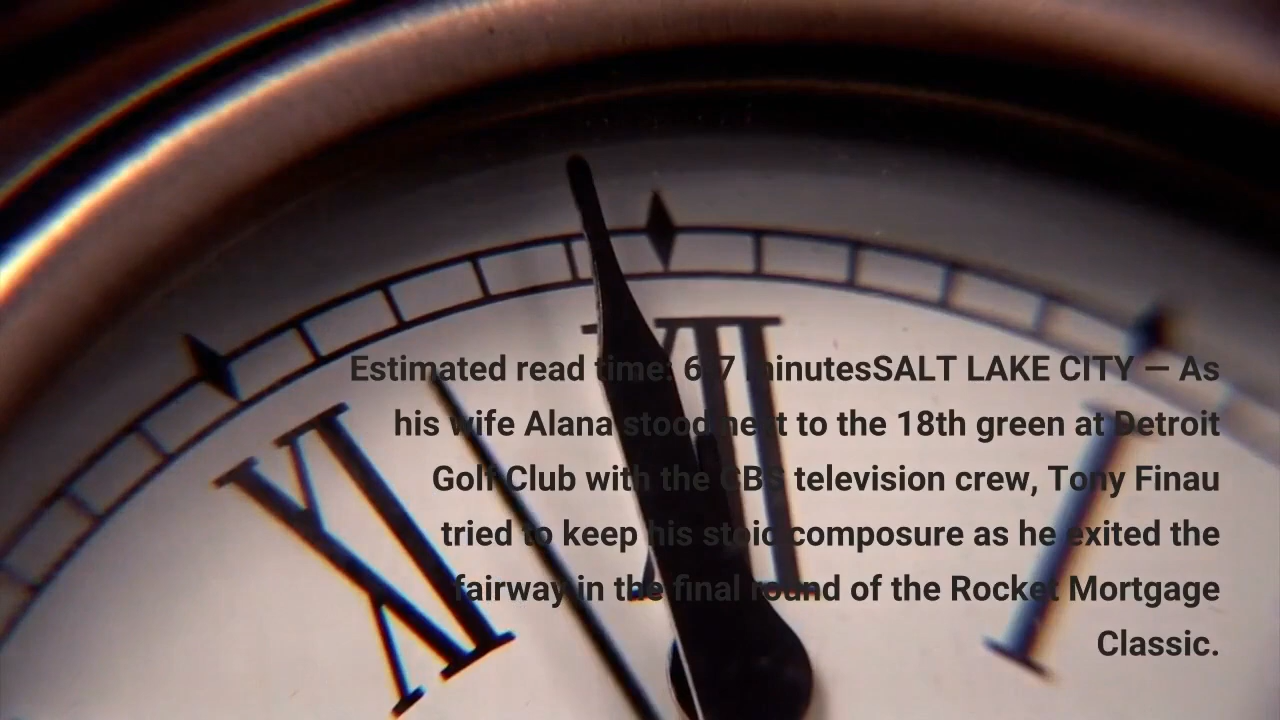 XII
XI
I
Estimated read time: 6-7 minutesSALT LAKE CITY — As
his wife Alana stood next to the 18th green at Detroit
Golf Club with the CBS television crew, Tony Finau
tried to keep his stoic composure as he exited the
fairway in the final round of the Rocket Mortgage
Classic.